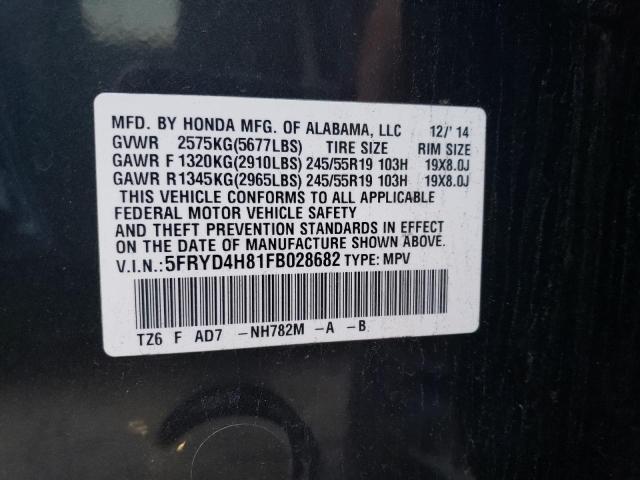 MFD. BY HONDA MFG. OF ALABAMA, LLC 12/'14
GVWR 2575KG(5677LBS) TIRE SIZE RIM SIZE
GAWR F 1320KG(2910LBS) 245/55R19 103H 19X8.0J
GAWR R1345KG(2965LBS) 245/55R19 103H 19X8.0J
THIS VEHICLE CONFORMS TO ALL APPLICABLE
FEDERAL MOTOR VEHICLE SAFETY
AND THEFT PREVENTION STANDARDS IN EFFECT
ON THE DATE OF MANUFACTURE SHOWN ABOVE.
V.I.N.: 5FRYD4H81FB028682 TYPE: MPV
TZ6 F AD7 -NH782M -A -B